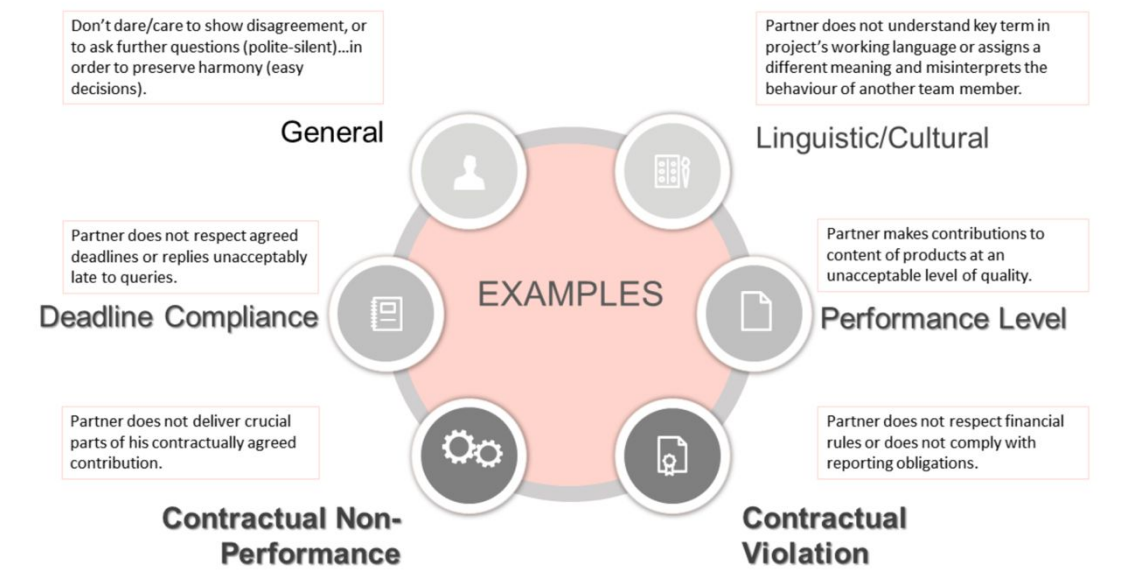 Don't dare/care to show disagreement, or
to ask further questions (polite-silent)...in
order to preserve harmony (easy
decisions).
General
Partner does not understand key term in
project's working language or assigns a
different meaning and misinterprets the
behaviour of another team member.
Linguistic/Cultural
Partner does not respect agreed
deadlines or replies unacceptably
late to queries.
Deadline Compliance
EXAMPLES
Partner makes contributions to
content of products at an
unacceptable level of quality.
Performance Level
Partner does not deliver crucial
parts of his contractually agreed
contribution.
Contractual Non-
Performance
Partner does not respect financial
rules or does not comply with
reporting obligations.
Contractual
Violation